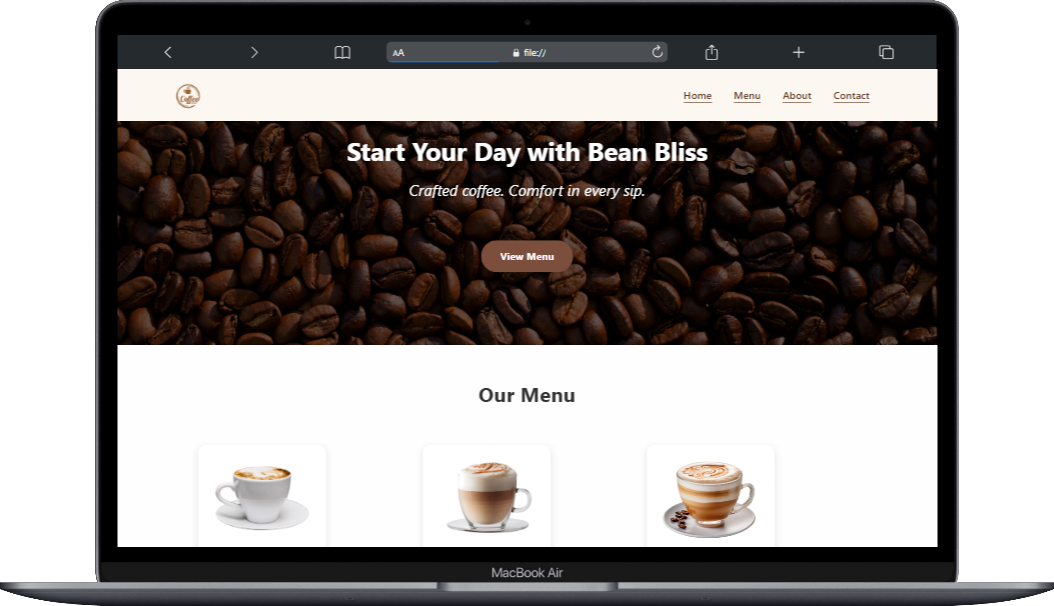 AA file://
Coffee
Home Menu About Contact
Start Your Day with Bean Bliss
Crafted coffee. Comfort in every sip.
View Menu
Our Menu
MacBook Air